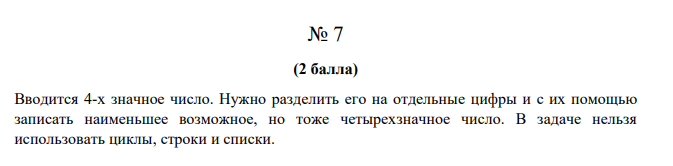 № 7
(2 балла)
Вводится 4-х значное число. Нужно разделить его на отдельные цифры и с их помощью
записать наименьшее возможное, но тоже четырехзначное число. В задаче нельзя
использовать циклы, строки и списки.